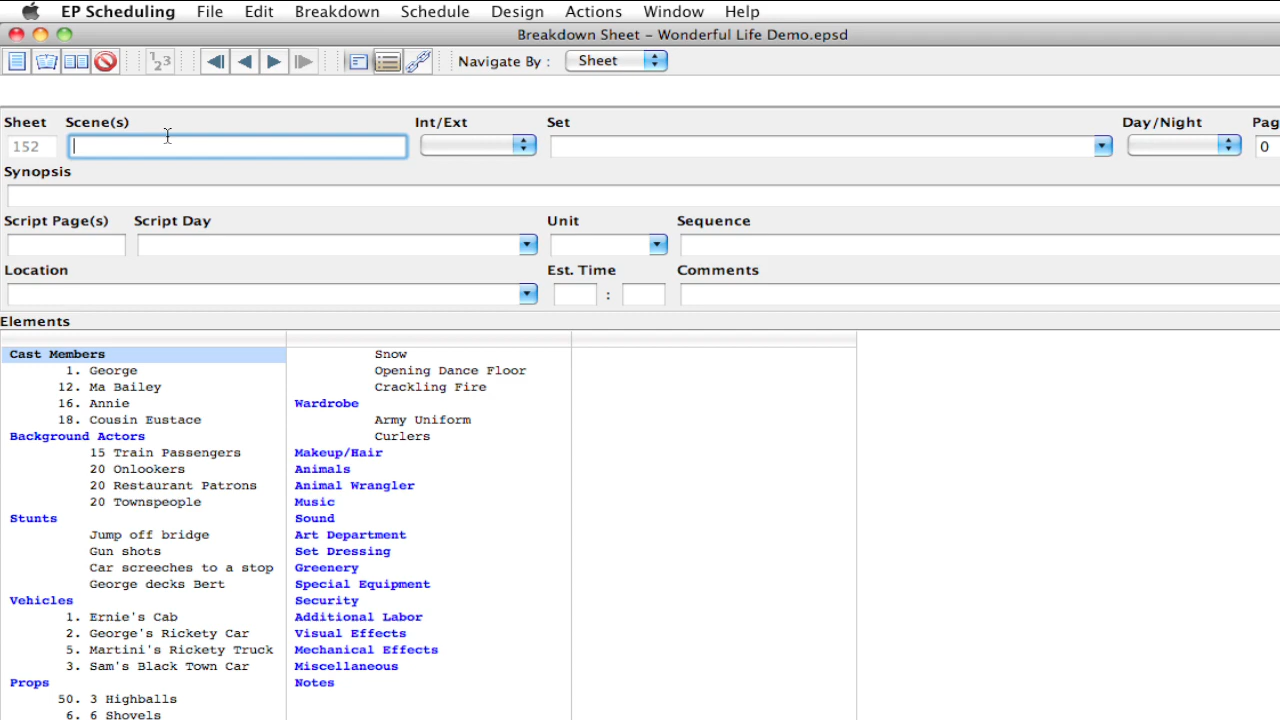 EP Scheduling File Edit Breakdown Schedule Design Actions Window Help
Breakdown Sheet – Wonderful Life Demo.epsd
123 Navigate By : Sheet
Sheet Scene(s) Int/Ext Set Day/Night Pag
152 0
Synopsis
Script Page(s) Script Day Unit Sequence
Location Est. Time Comments
:
Elements
Cast Members
1. George
12. Ma Bailey
16. Annie
18. Cousin Eustace
Background Actors
15 Train Passengers
20 Onlookers
20 Restaurant Patrons
20 Townspeople
Stunts
Jump off bridge
Gun shots
Car screeches to a stop
George decks Bert
Vehicles
1. Ernie's Cab
2. George's Rickety Car
5. Martini's Rickety Truck
3. Sam's Black Town Car
Props
50. 3 Highballs
6. 6 Shovels
Snow
Opening Dance Floor
Crackling Fire
Wardrobe
Army Uniform
Curlers
Makeup/Hair
Animals
Animal Wrangler
Music
Sound
Art Department
Set Dressing
Greenery
Special Equipment
Security
Additional Labor
Visual Effects
Mechanical Effects
Miscellaneous
Notes